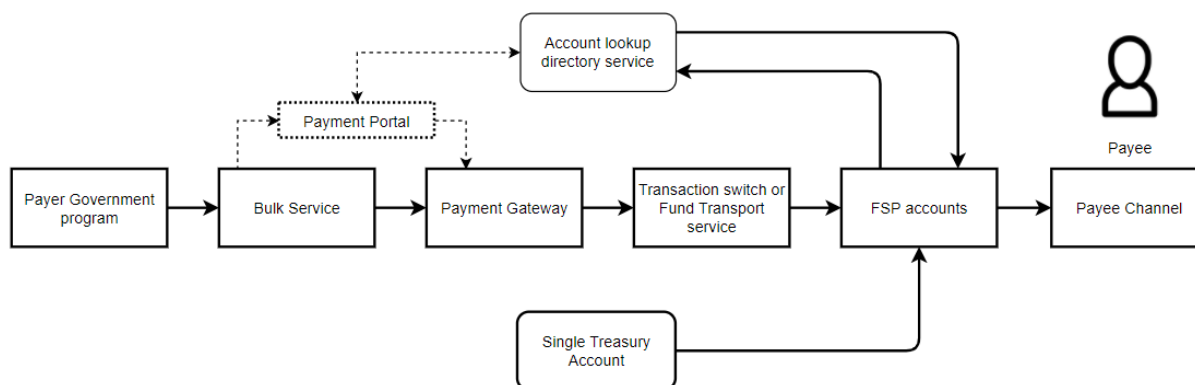 Account lookup
directory service
Payment Portal
Payee
Payer Government
program
Bulk Service
Payment Gateway
Transaction switch or
Fund Transport
service
FSP accounts
Payee Channel
Single Treasury
Account